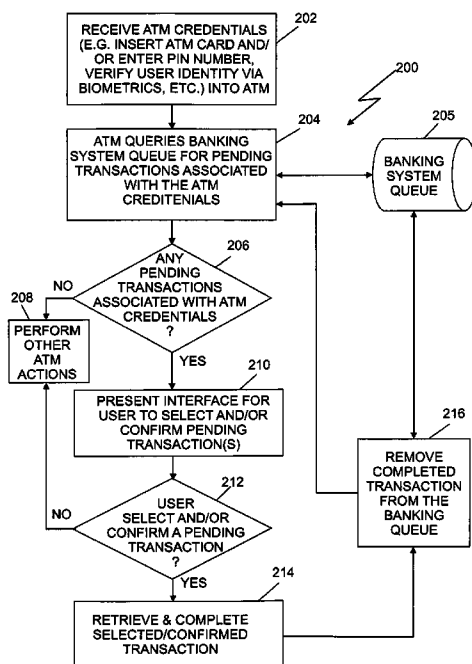 202
RECEIVE ATM CREDENTIALS
(E.G. INSERT ATM CARD AND/
OR ENTER PIN NUMBER,
VERIFY USER IDENTITY VIA
BIOMETRICS, ETC.) INTO ATM
200
204
ATM QUERIES BANKING
SYSTEM QUEUE FOR PENDING
TRANSACTIONS ASSOCIATED
WITH THE ATM
CREDITENIALS
205
BANKING
SYSTEM
QUEUE
206
ANY
PENDING
TRANSACTIONS
ASSOCIATED WITH ATM
CREDENTIALS
?
NO
208
PERFORM
OTHER
ATM
ACTIONS
YES
210
PRESENT INTERFACE FOR
USER TO SELECT AND/OR
CONFIRM PENDING
TRANSACTION(S)
212
USER
SELECT AND/OR
CONFIRM A PENDING
TRANSACTION
?
NO
YES
214
RETRIEVE & COMPLETE
SELECTED/CONFIRMED
TRANSACTION
216
REMOVE
COMPLETED
TRANSACTION
FROM THE
BANKING
QUEUE